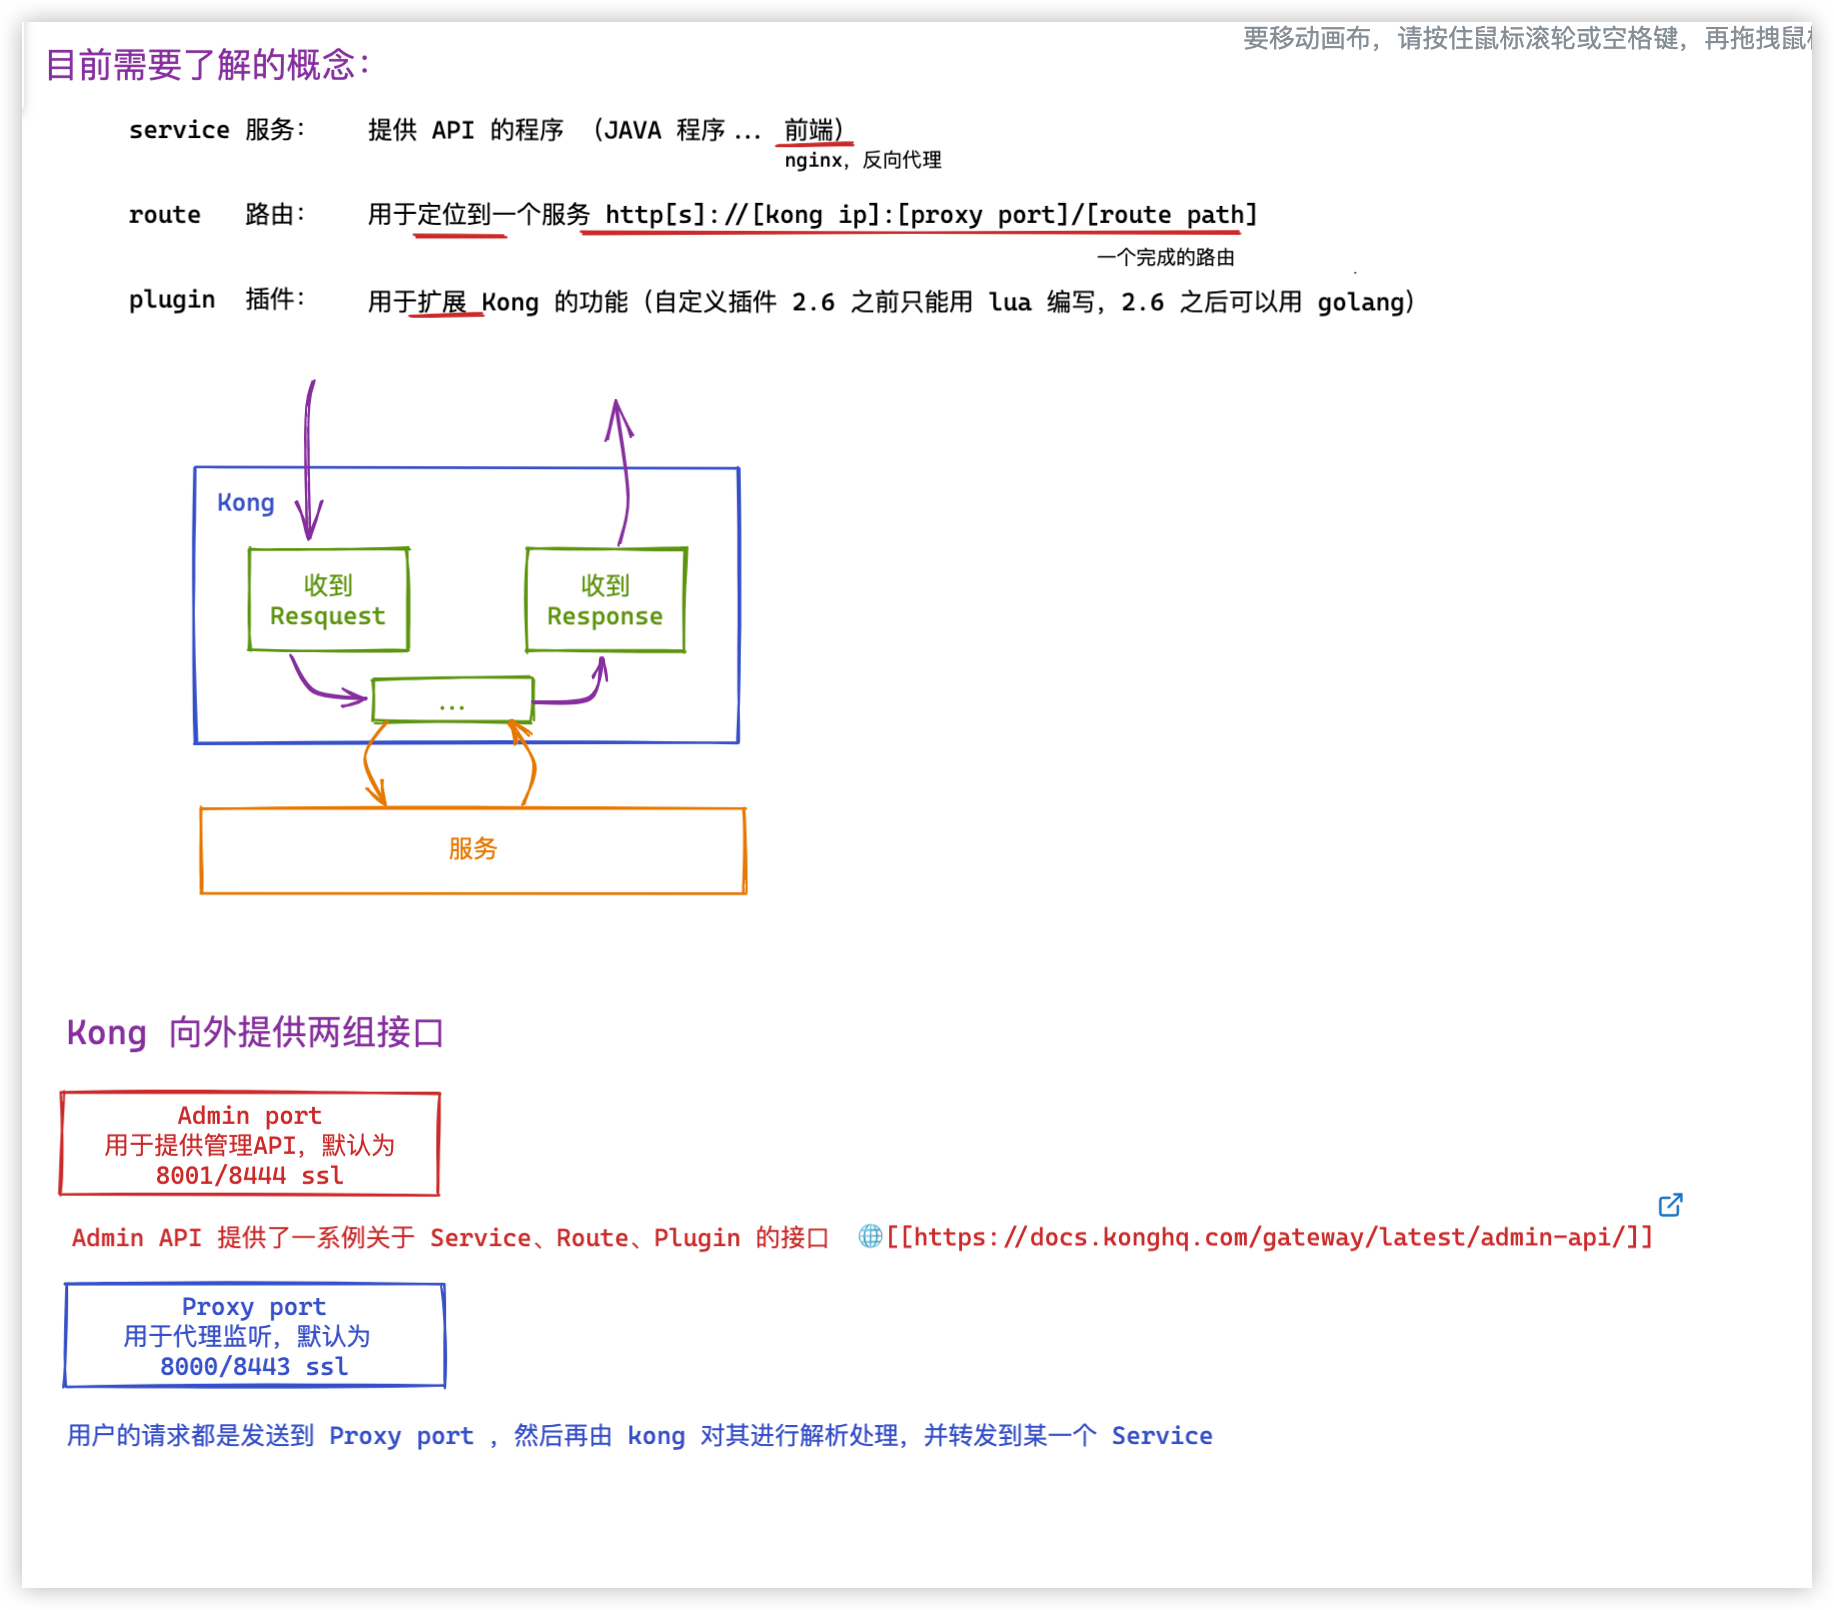 要移动画布，请按住鼠标滚轮或空格键，再拖拽鼠
目前需要了解的概念：
service 服务： 提供 API 的程序 （JAVA 程序... 前端）
nginx，反向代理
route 路由： 用于定位到一个服务 http[s]://[kong ip]:[proxy port]/[route path]
一个完成的路由
plugin 插件： 用于扩展 Kong 的功能（自定义插件 2.6 之前只能用 lua 编写，2.6 之后可以用 golang）
Kong
收到
Resquest
收到
Response
...
服务
Kong 向外提供两组接口
Admin port
用于提供管理API，默认为
8001/8444 ssl
Admin API 提供了一系例关于 Service、Route、Plugin 的接口 🌐[[https://docs.konghq.com/gateway/latest/admin-api/]]
Proxy port
用于代理监听，默认为
8000/8443 ssl
用户的请求都是发送到 Proxy port ，然后再由 kong 对其进行解析处理，并转发到某一个 Service